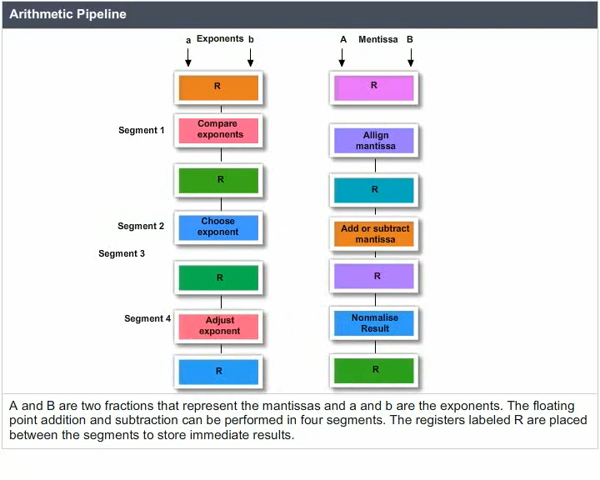 Arithmetic Pipeline
a Exponents b
A Mentissa B
R
R
Segment 1
Compare
exponents
Allign
mantissa
R
R
Segment 2
Choose
exponent
Add or subtract
mantissa
Segment 3
R
R
Segment 4
Adjust
exponent
Nonmalise
Result
R
R
A and B are two fractions that represent the mantissas and a and b are the exponents. The floating
point addition and subtraction can be performed in four segments. The registers labeled R are placed
between the segments to store immediate results.